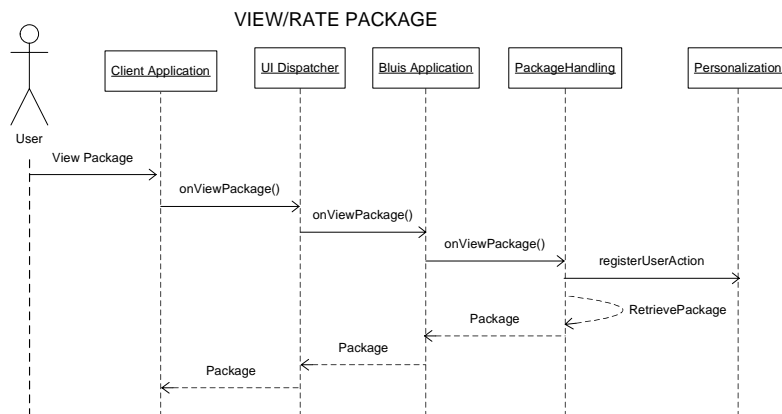 VIEW/RATE PACKAGE
Client Application
UI Dispatcher
Bluis Application
PackageHandling
Personalization
User
View Package
onViewPackage()
onViewPackage()
onViewPackage()
registerUserAction
RetrievePackage
Package
Package
Package